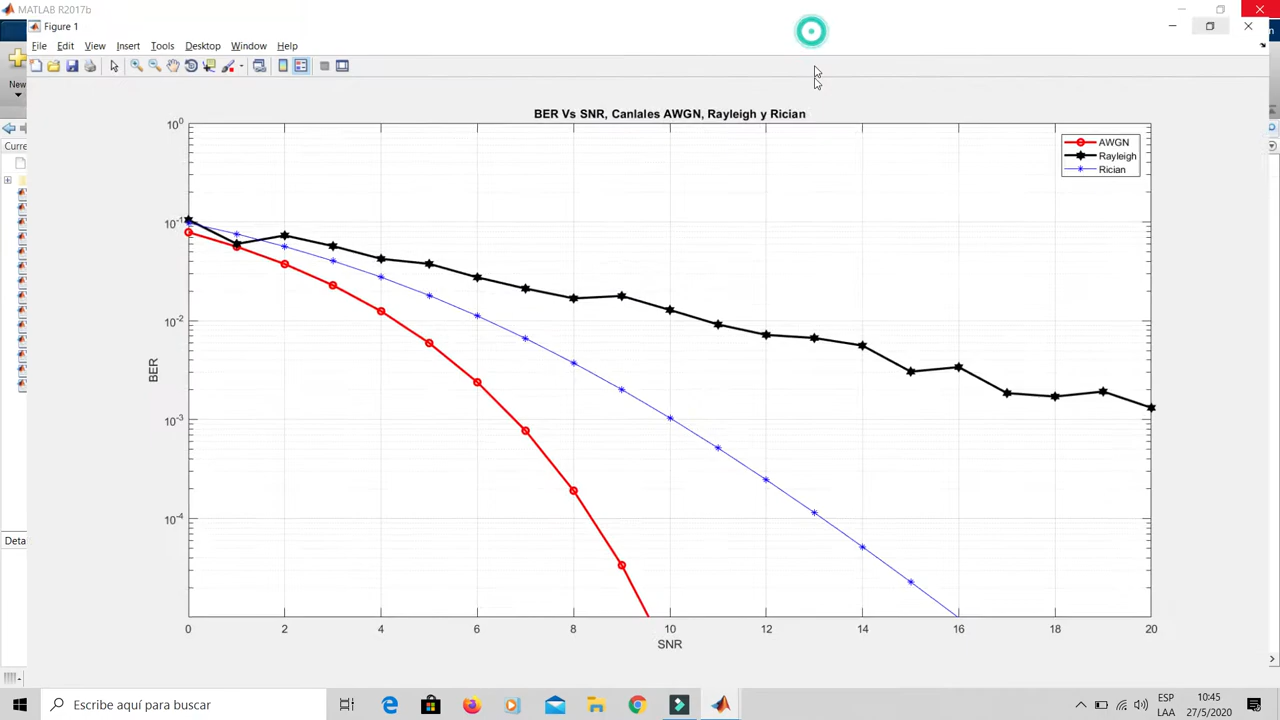 MATLAB R2017b
Figure 1
File Edit View Insert Tools Desktop Window Help
New
Curre
Deta
BER Vs SNR, Canlales AWGN, Rayleigh y Rician
AWGN
Rayleigh
Rician
10^0
10^-1
10^-2
10^-3
10^-4
BER
0 2 4 6 8 10 12 14 16 18 20
SNR
Escribe aquí para buscar
ESP
LAA
10:45
27/5/2020